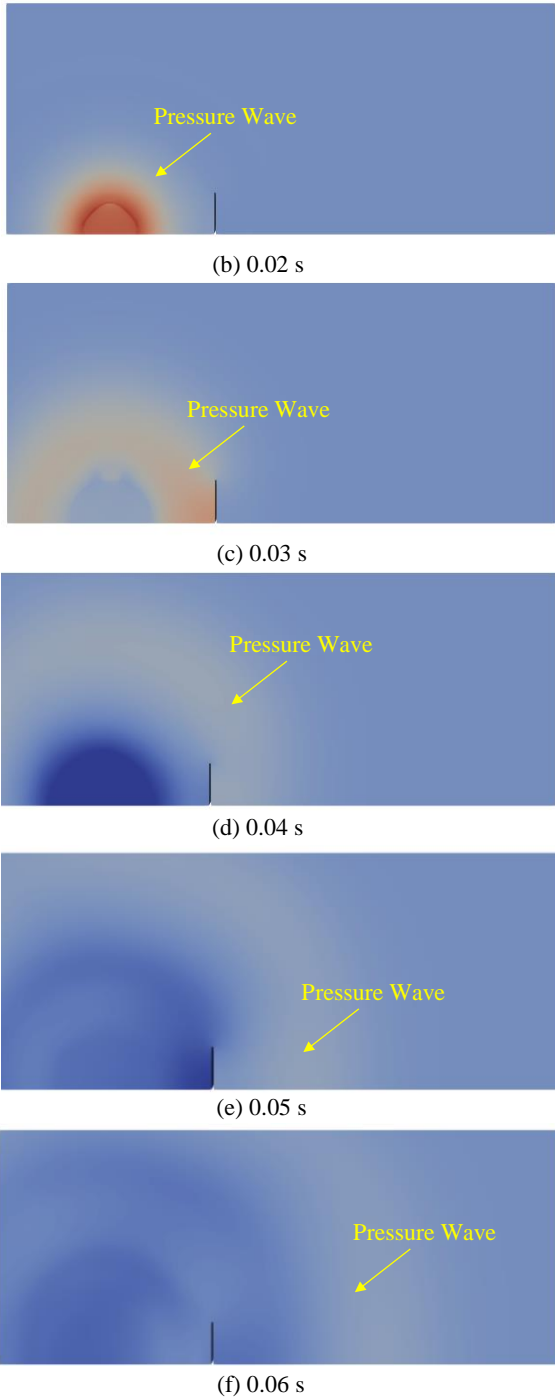 Pressure Wave
(b) 0.02 s
Pressure Wave
(c) 0.03 s
Pressure Wave
(d) 0.04 s
Pressure Wave
(e) 0.05 s
Pressure Wave
(f) 0.06 s